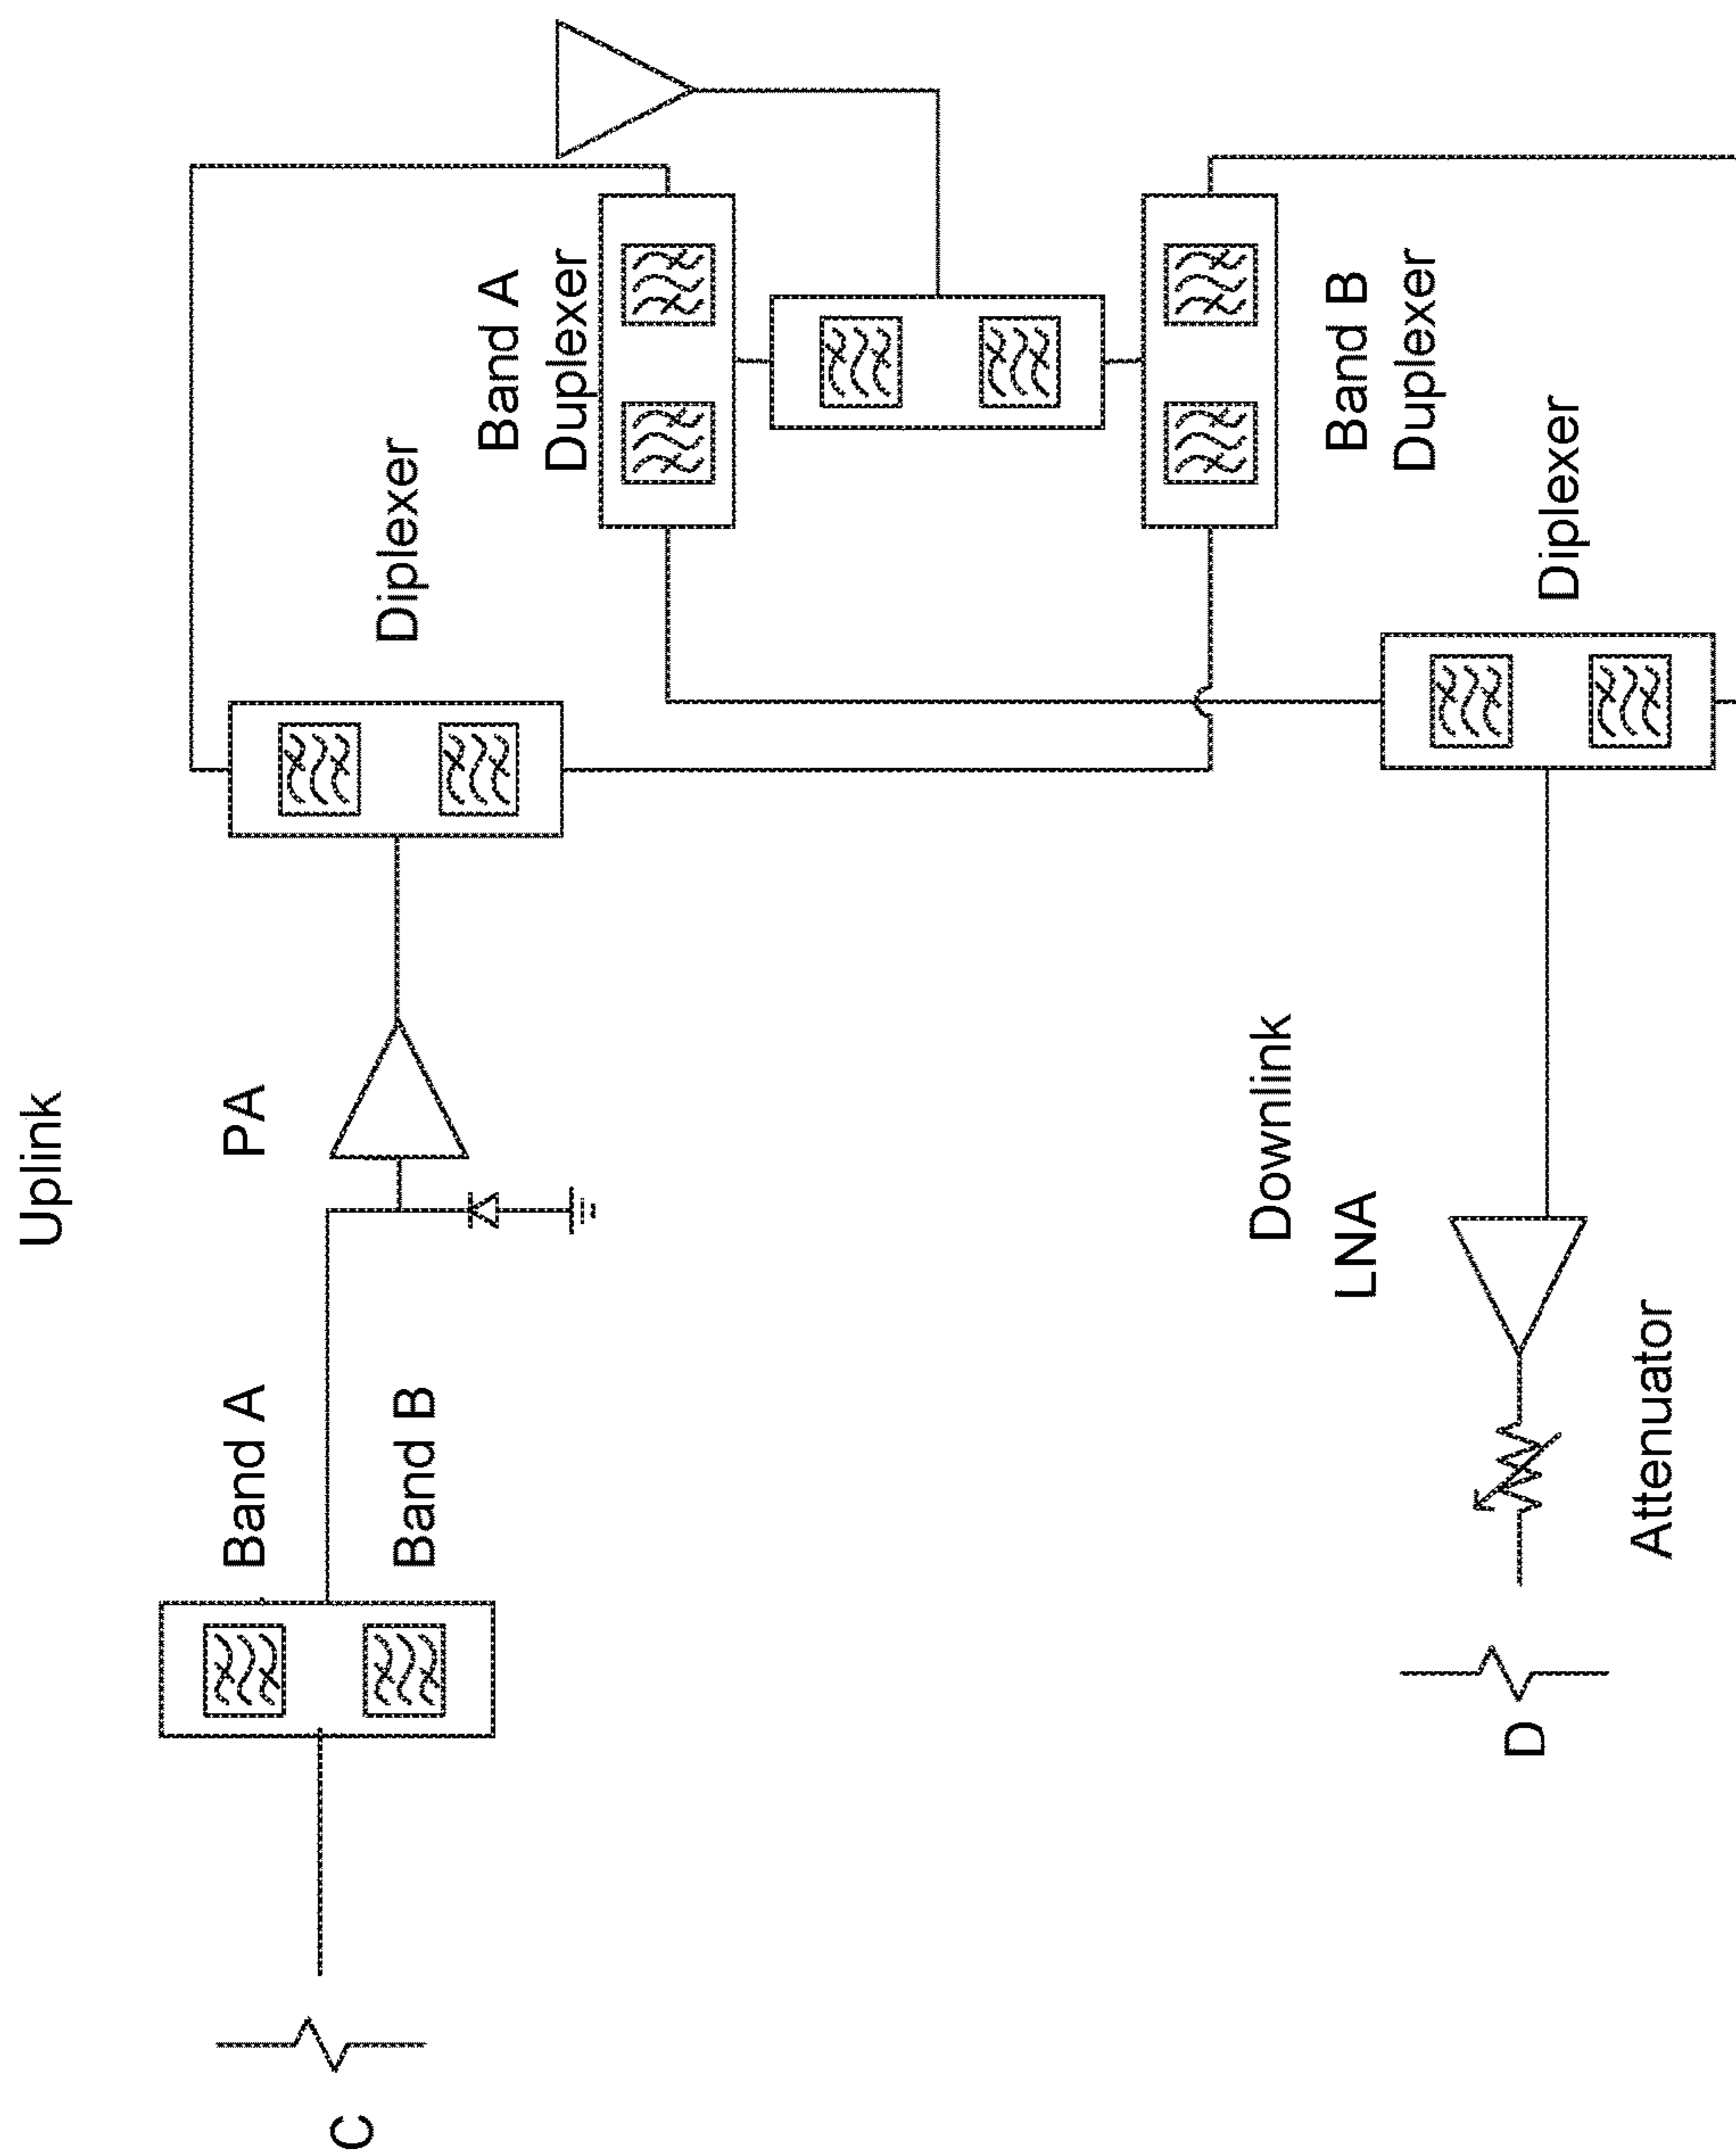 Uplink
C
Band A
Band B
PA
Diplexer
Band A
Duplexer
Band B
Duplexer
Diplexer
Downlink
LNA
Attenuator
D